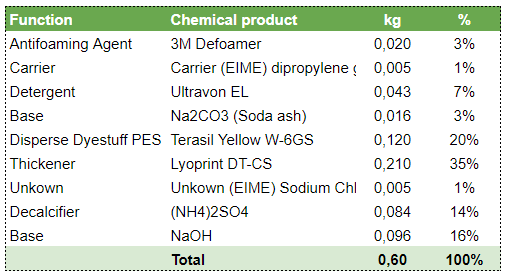 Function Chemical product kg %
Antifoaming Agent 3M Defoamer 0,020 3%
Carrier Carrier (EIME) dipropylene 0,005 1%
Detergent Ultravon EL 0,043 7%
Base Na2CO3 (Soda ash) 0,016 3%
Disperse Dyestuff PES Terasil Yellow W-6GS 0,120 20%
Thickener Lyoprint DT-CS 0,210 35%
Unkown Unkown (EIME) Sodium Chl 0,005 1%
Decalcifier (NH4)2SO4 0,084 14%
Base NaOH 0,096 16%
Total 0,60 100%